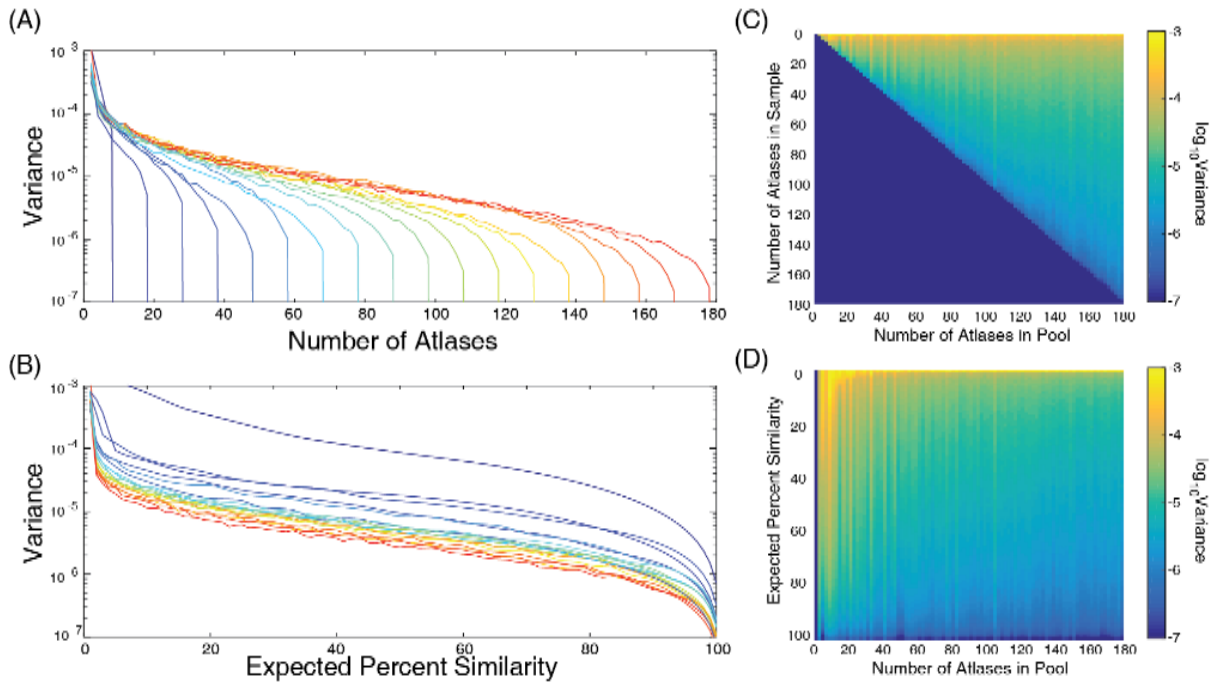 (A)
10-3
10-4
10-5
10-6
10-7
Variance
0 20 40 60 80 100 120 140 160 180
Number of Atlases
(B)
10-3
10-4
10-5
10-6
10-7
Variance
0 20 40 60 80 100
Expected Percent Similarity
(C)
0
20
40
60
80
100
120
140
160
180
Number of Atlases in Sample
0 20 40 60 80 100 120 140 160 180
Number of Atlases in Pool
-3
-4
-5
-6
-7
log10Variance
(D)
0
20
40
60
80
100
Expected Percent Similarity
0 20 40 60 80 100 120 140 160 180
Number of Atlases in Pool
-3
-4
-5
-6
-7
log10Variance